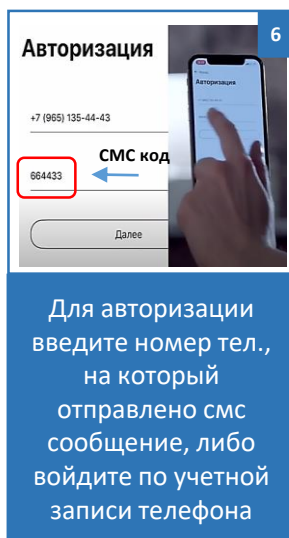 6
Авторизация
+7 (965) 135-44-43
СМС код
664433
Далее
Авторизация
Для авторизации
введите номер тел.,
на который
отправлено смс
сообщение, либо
войдите по учетной
записи телефона